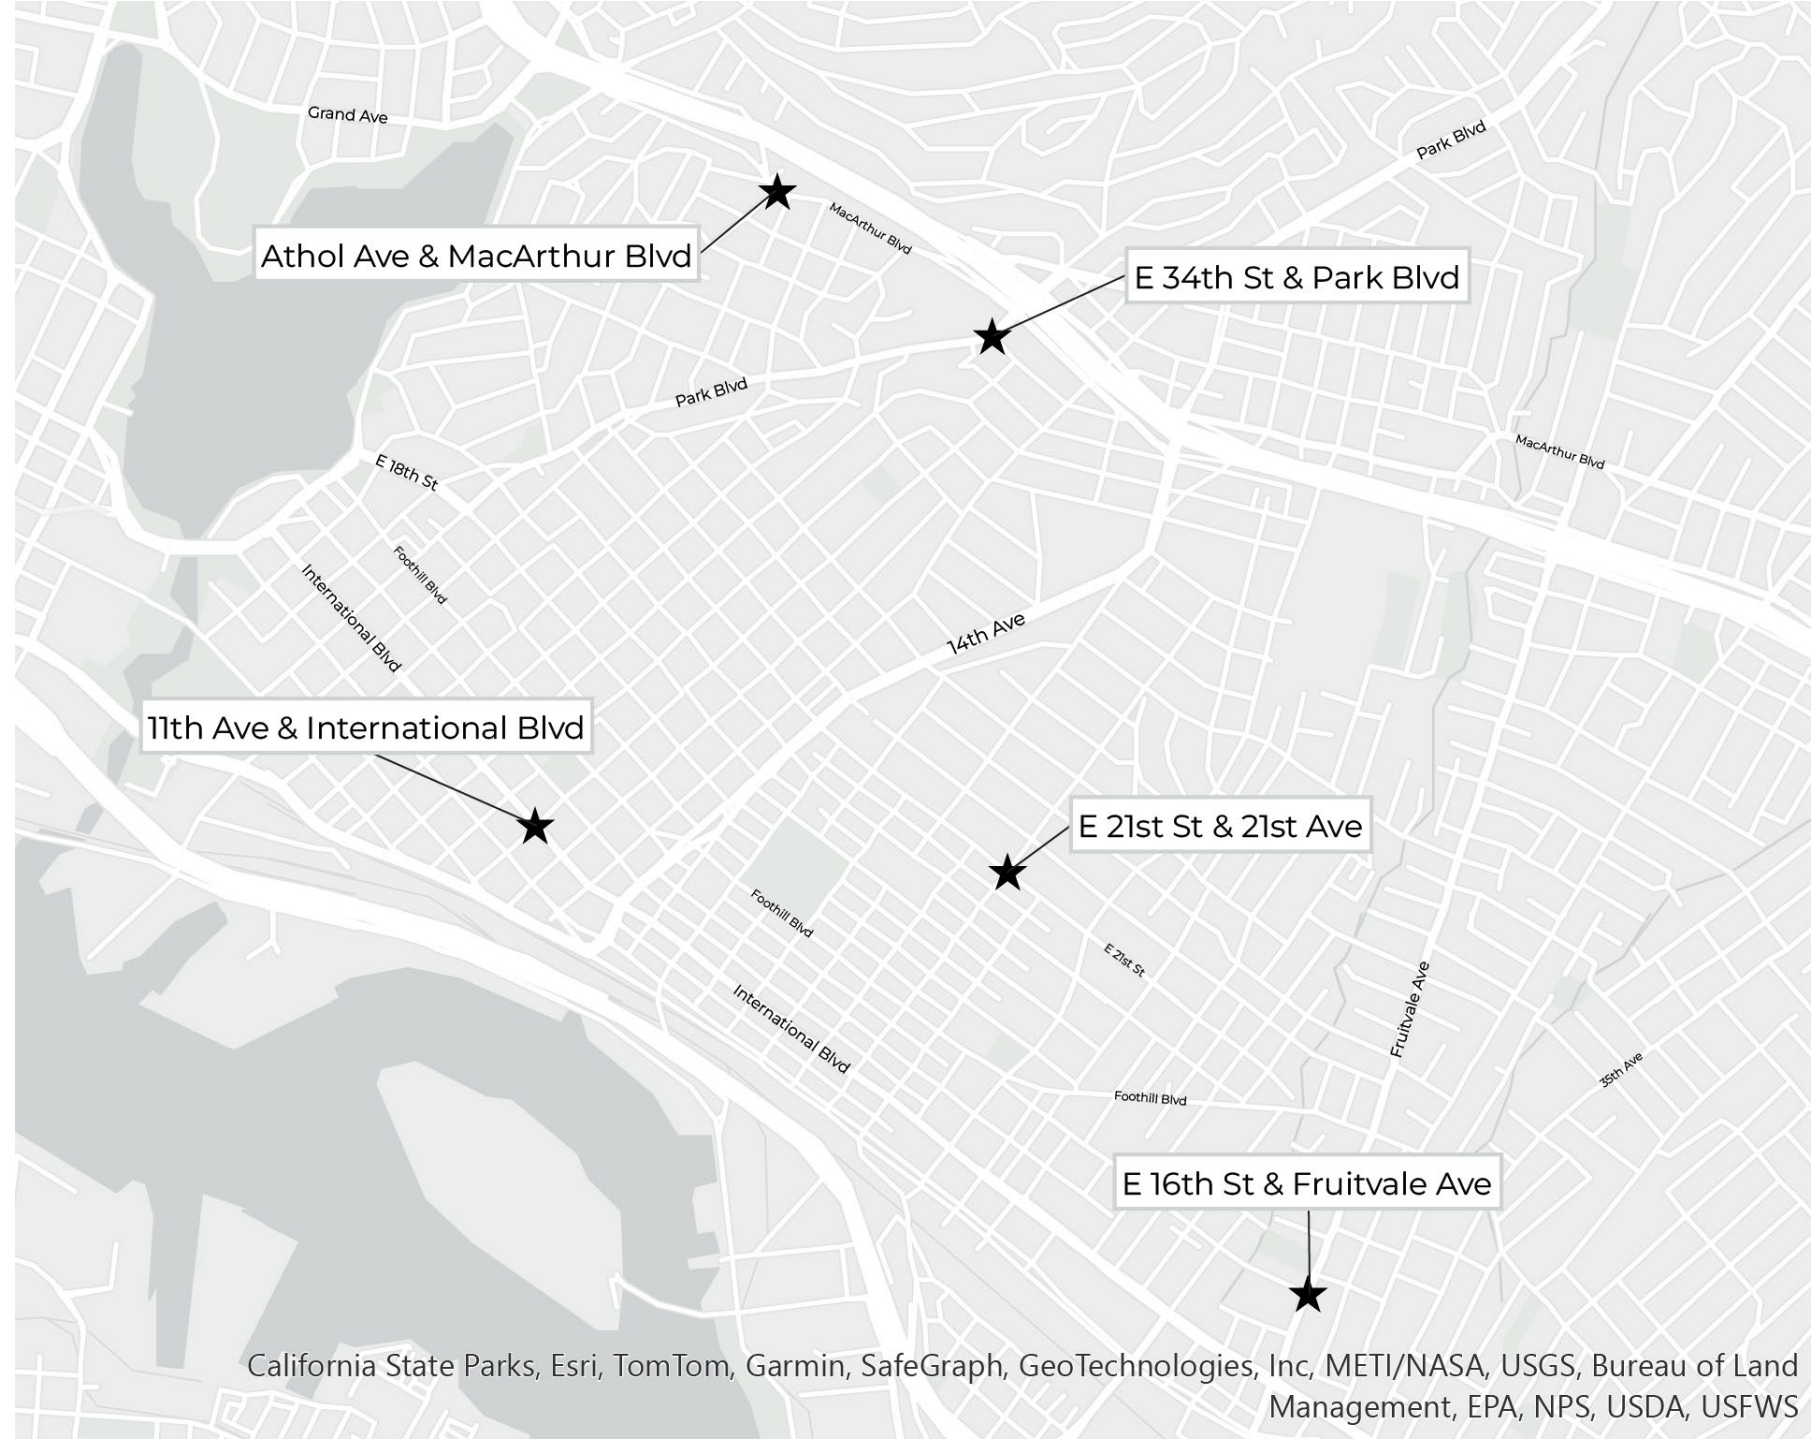 Grand Ave
Park Blvd
Athol Ave & MacArthur Blvd
MacArthur Blvd
E 34th St & Park Blvd
Park Blvd
E 18th St
MacArthur Blvd
Foothill Blvd
International Blvd
14th Ave
11th Ave & International Blvd
E 21st St & 21st Ave
Foothill Blvd
E 21st St
International Blvd
Fruitvale Ave
35th Ave
Foothill Blvd
E 16th St & Fruitvale Ave
California State Parks, Esri, TomTom, Garmin, SafeGraph, GeoTechnologies, Inc, METI/NASA, USGS, Bureau of Land
Management, EPA, NPS, USDA, USFWS